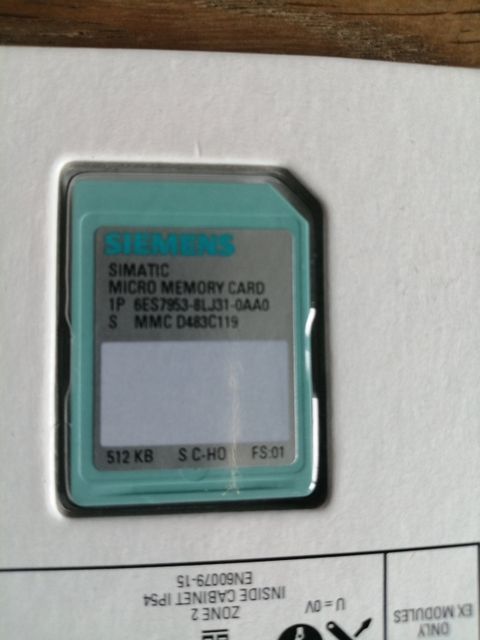 SIEMENS
SIMATIC
MICRO MEMORY CARD
1P 6ES7953-8LJ31-0AA0
S MMC D483C119
512 KB S C-HO FS:01
ONLY
EX MODULES
U = 0V
ZONE 2
INSIDE CABINET IP54
EN60079-15